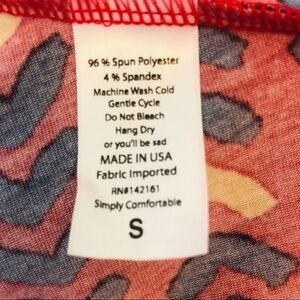 96 % Spun Polyester
4 % Spandex
Machine Wash Cold
Gentle Cycle
Do Not Bleach
Hang Dry
or you'll be sad
MADE IN USA
Fabric Imported
RN#142161
Simply Comfortable
S